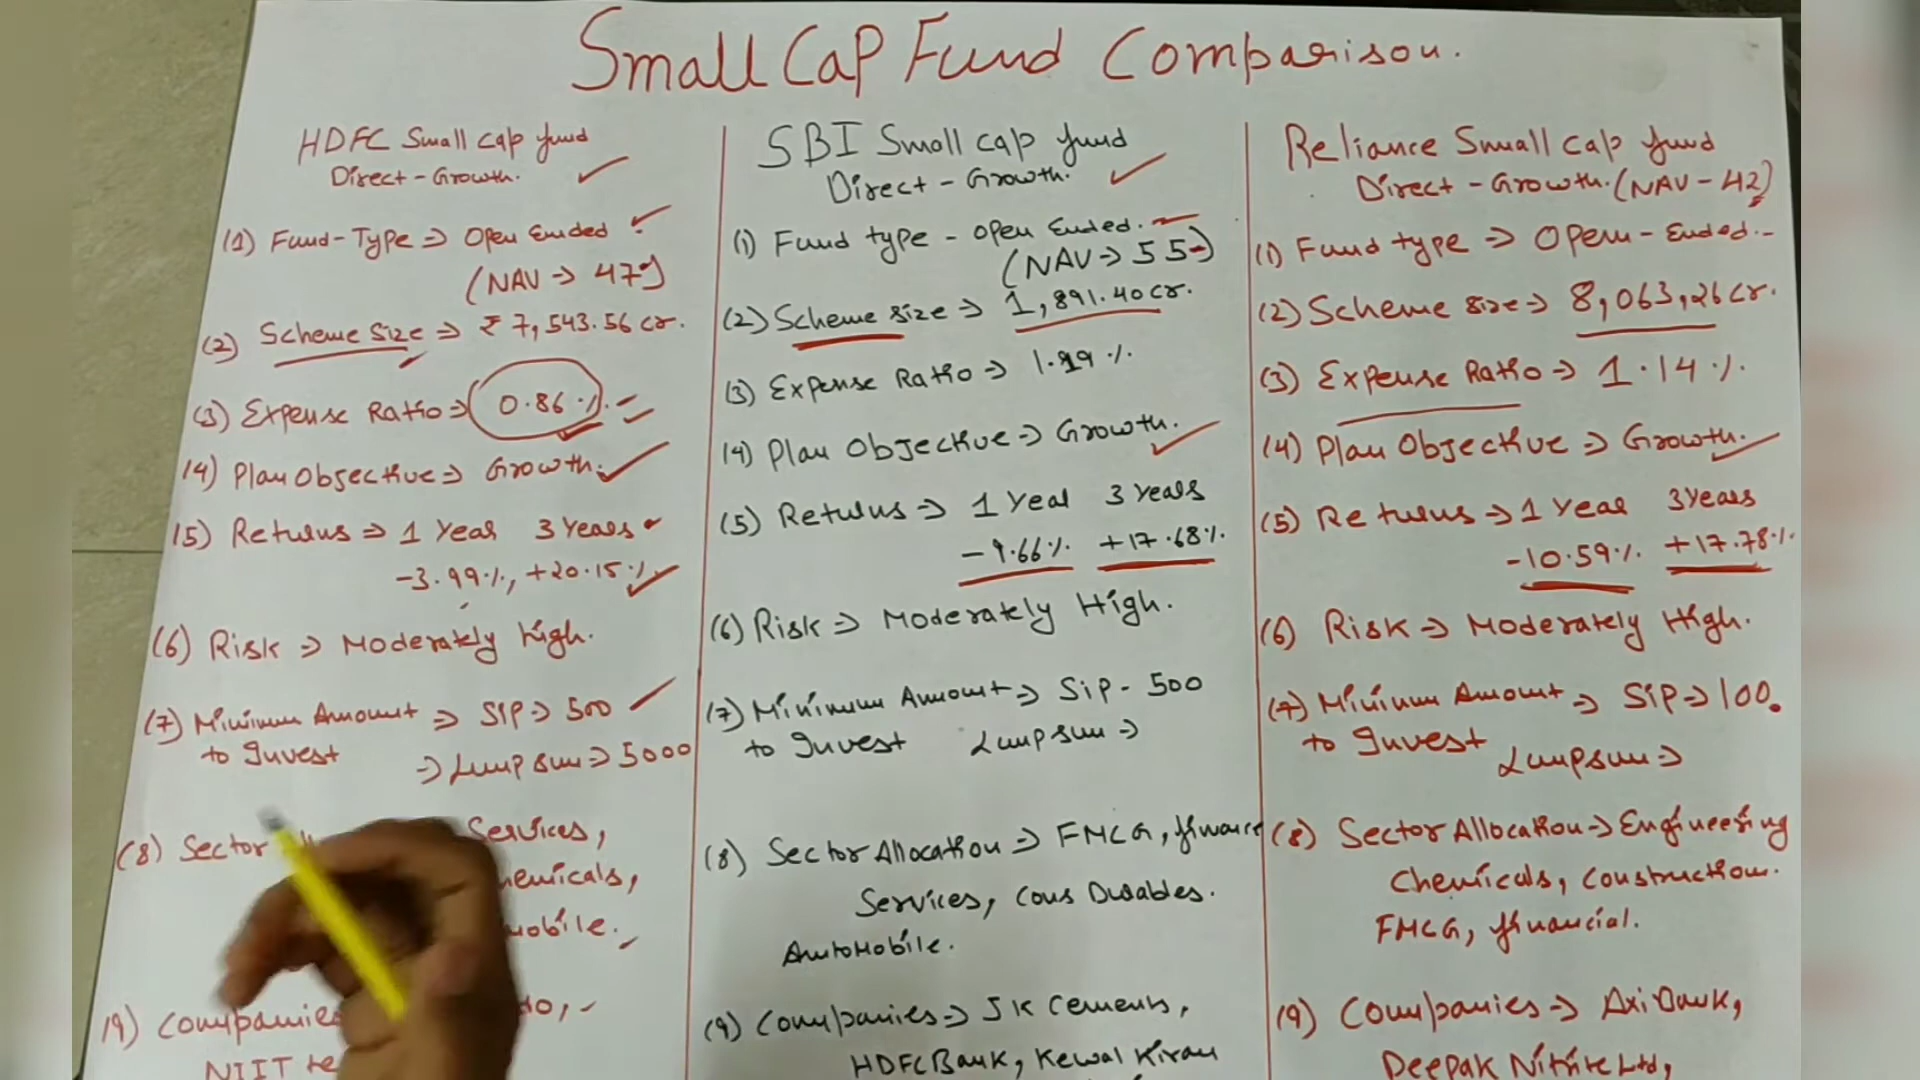 Small Cap Fund Comparison.
HDFC Small Cap fund
Direct - Growth.
(1) Fund-Type ⇒ Open Ended
(NAV → 47)
(2) Scheme Size ⇒ ₹ 7,543.56 cr.
(3) Expense Ratio ⇒ 0.86 %.
(4) Plan Objective ⇒ Growth.
(5) Returns ⇒ 1 Year 3 Years
-3.99%, +20.15%
(6) Risk ⇒ Moderately high.
(7) Minimum Amount ⇒ SIP ⇒ 500
to Invest ⇒ Lumpsum ⇒ 5000
(8) Sector Services,
hemicals,
mobile.
(9) Companies
NIIT te
SBI Small cap fund
Direct - Growth.
(1) Fund type - Open Ended.
(NAV → 55)
(2) Scheme size ⇒ 1,891.40 cr.
(3) Expense Ratio ⇒ %.
(4) Plan Objective ⇒ Growth.
(5) Returns ⇒ 1 Year 3 Years
-9.66%. +17.68%.
(6) Risk ⇒ Moderately High.
(7) Minimum Amount ⇒ Sip - 500
to Invest Lumpsum ⇒
(8) Sector Allocation ⇒ FMCG, finance
Services, Cons Durables.
Automobile.
(9) Companies ⇒ JK Cements,
HDFC Bank, Kewal Kiran
Reliance Small Cap fund
Direct - Growth. (NAV - 42)
(1) Fund type ⇒ Open - Ended.
(2) Scheme size ⇒ 8,063,26 cr.
(3) Expense Ratio ⇒ 1.14 %.
(4) Plan Objective ⇒ Growth.
(5) Returns ⇒ 1 Year 3 Years
-10.59%. +17.78%.
(6) Risk ⇒ Moderately High.
(7) Minimum Amount ⇒ SIP ⇒ 100.
to Invest Lumpsum ⇒
(8) Sector Allocation ⇒ Engineering
Chemicals, construction.
FMCG, financial.
(9) Companies ⇒ Axi Bank,
Deepak Nitrite Ltd,